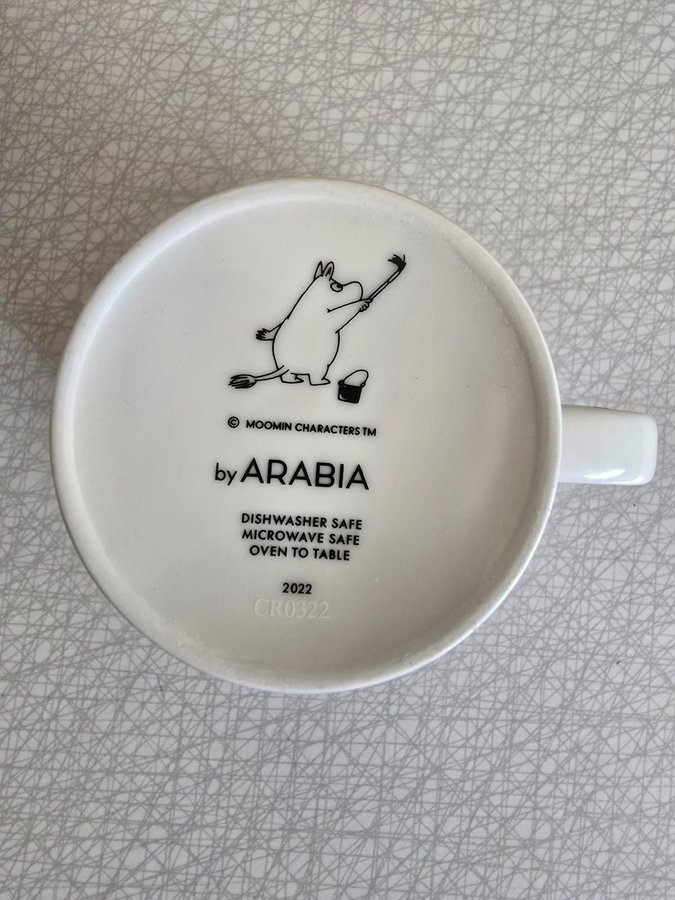 © MOOMIN CHARACTERS TM
by ARABIA
DISHWASHER SAFE
MICROWAVE SAFE
OVEN TO TABLE
2022
CR0322